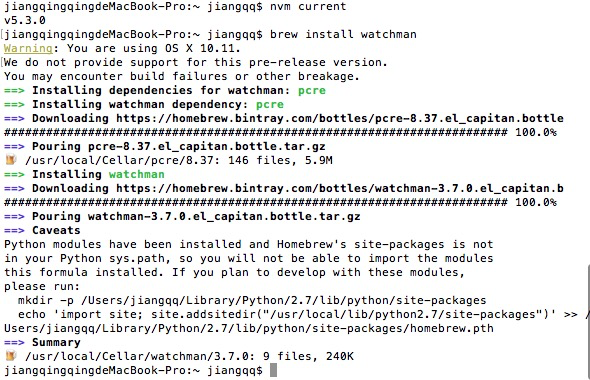 jiangqingqingdeMacBook-Pro:~ jiangqq$ nvm current
v5.3.0
[jiangqingqingdeMacBook-Pro:~ jiangqq$ brew install watchman
Warning: You are using OS X 10.11.
[We do not provide support for this pre-release version.
You may encounter build failures or other breakage.
==> Installing dependencies for watchman: pcre
==> Installing watchman dependency: pcre
==> Downloading https://homebrew.bintray.com/bottles/pcre-8.37.el_capitan.bottle
######################################################################## 100.0%
==> Pouring pcre-8.37.el_capitan.bottle.tar.gz
🍺 /usr/local/Cellar/pcre/8.37: 146 files, 5.9M
==> Installing watchman
==> Downloading https://homebrew.bintray.com/bottles/watchman-3.7.0.el_capitan.b
######################################################################## 100.0%
==> Pouring watchman-3.7.0.el_capitan.bottle.tar.gz
==> Caveats
Python modules have been installed and Homebrew's site-packages is not
in your Python sys.path, so you will not be able to import the modules
this formula installed. If you plan to develop with these modules,
please run:
  mkdir -p /Users/jiangqq/Library/Python/2.7/lib/python/site-packages
  echo 'import site; site.addsitedir("/usr/local/lib/python2.7/site-packages")' >> /
Users/jiangqq/Library/Python/2.7/lib/python/site-packages/homebrew.pth
==> Summary
🍺 /usr/local/Cellar/watchman/3.7.0: 9 files, 240K
jiangqingqingdeMacBook-Pro:~ jiangqq$